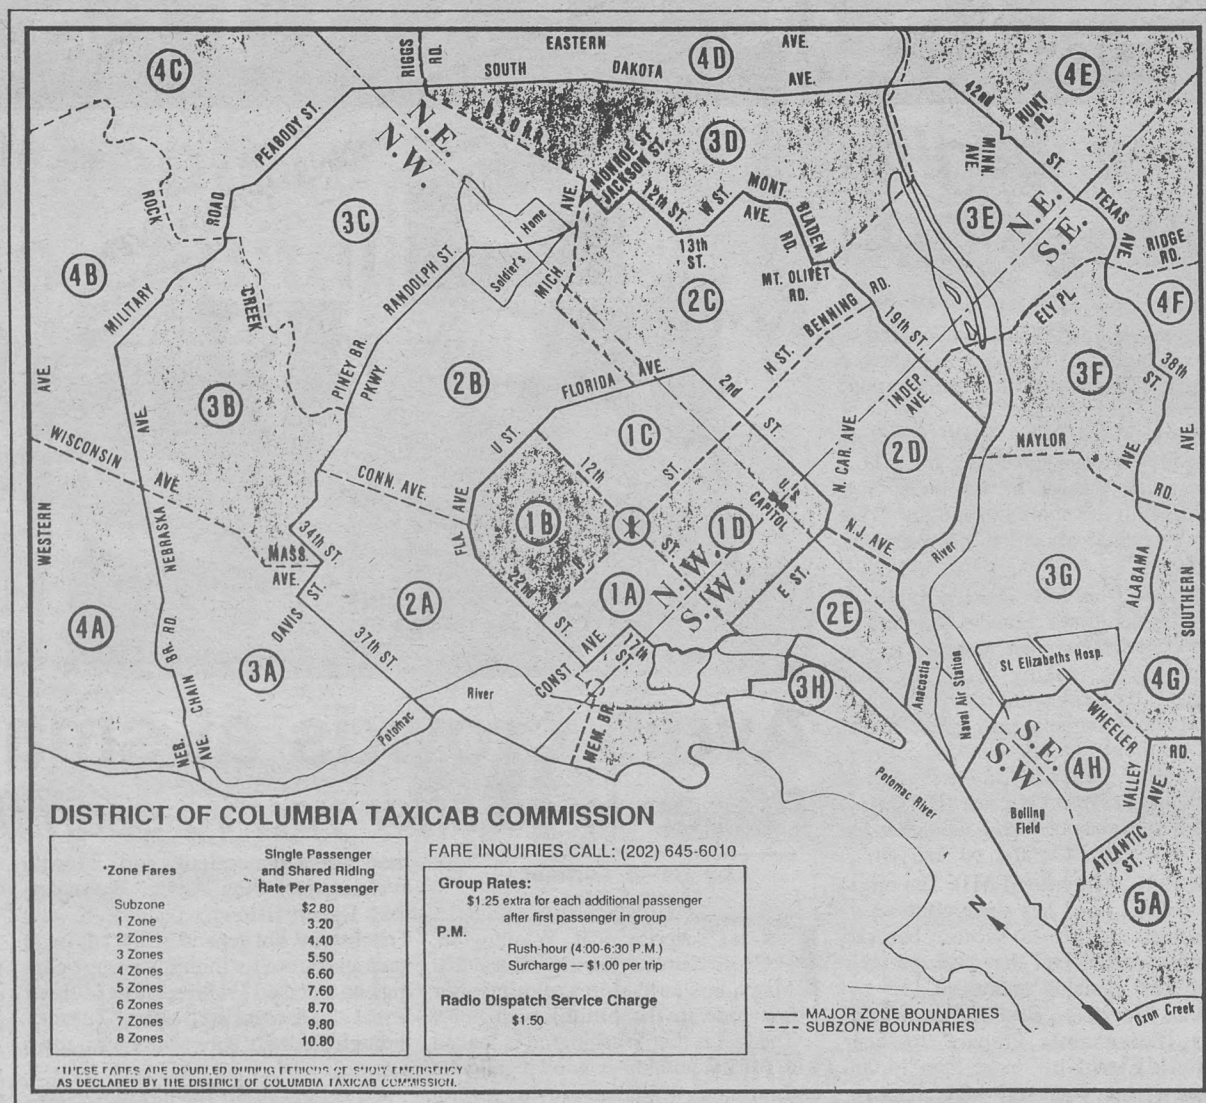 4C
RIGGS RD.
EASTERN AVE.
SOUTH DAKOTA AVE.
4D
4E
42nd ST.
HUNT PL.
MINN AVE
PEABODY ST.
N.E.
N.W.
3D
MONROE ST.
JACKSON ST.
12th ST.
W ST.
MONT. AVE.
BLADEN RD.
13th ST.
MT. OLIVET RD.
ROCK CREEK
ROAD
3C
Soldier's Home
MICH. AVE
3E
N.E.
S.E.
TEXAS AVE
RIDGE RD.
4B
MILITARY
RANDOLPH ST.
2C
BENNING RD.
ELY PL.
4F
AVE.
PINEY BR. PKWY.
2B
FLORIDA AVE.
2nd ST.
H ST.
19th ST.
INDEP. AVE.
3F
38th ST.
WISCONSIN AVE.
AVE.
3B
U ST.
1C
N. CAR. AVE
2D
NAYLOR RD.
AVE
AVE.
CONN. AVE.
12th ST.
U.S. CAPITOL
WESTERN
NEBRASKA
34th ST.
MASS. AVE.
FLA. AVE
1B
ST.
1D
N.J. AVE.
River
22nd ST.
N.W.
S.W.
E ST.
3G
ALABAMA
SOUTHERN
4A
BR. RD.
DAVIS ST.
2A
37th ST.
1A
17th ST.
CONST AVE.
2E
St. Elizabeths Hosp.
3A
CHAIN
NEB. AVE.
Potomac River
MEM. BR.
3H
Anacostia
Naval Air Station
4G
WHEELER RD.
S.E.
S.W
4H
VALLEY AVE
Potomac River
Bolling Field
ATLANTIC ST.
5A
N
Oxon Creek
DISTRICT OF COLUMBIA TAXICAB COMMISSION
FARE INQUIRIES CALL: (202) 645-6010
*Zone Fares
Single Passenger
and Shared Riding
Rate Per Passenger
Subzone $2.80
1 Zone 3.20
2 Zones 4.40
3 Zones 5.50
4 Zones 6.60
5 Zones 7.60
6 Zones 8.70
7 Zones 9.80
8 Zones 10.80
Group Rates:
$1.25 extra for each additional passenger
after first passenger in group
P.M.
Rush-hour (4:00-6:30 P.M.)
Surcharge — $1.00 per trip
Radio Dispatch Service Charge
$1.50
MAJOR ZONE BOUNDARIES
SUBZONE BOUNDARIES
*THESE FARES ARE DOUBLED DURING PERIODS OF SNOW EMERGENCY
AS DECLARED BY THE DISTRICT OF COLUMBIA TAXICAB COMMISSION.